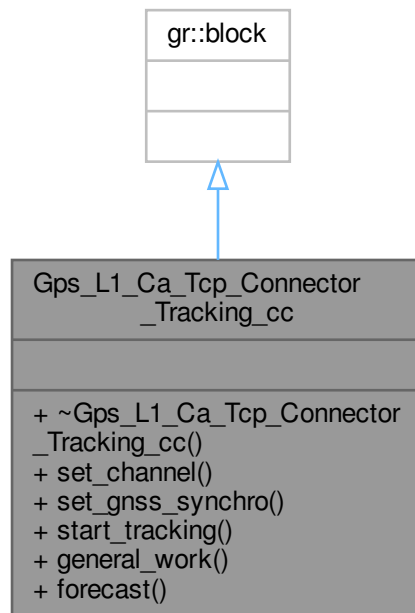 gr::block
Gps_L1_Ca_Tcp_Connector
_Tracking_cc
+ ~Gps_L1_Ca_Tcp_Connector
_Tracking_cc()
+ set_channel()
+ set_gnss_synchro()
+ start_tracking()
+ general_work()
+ forecast()